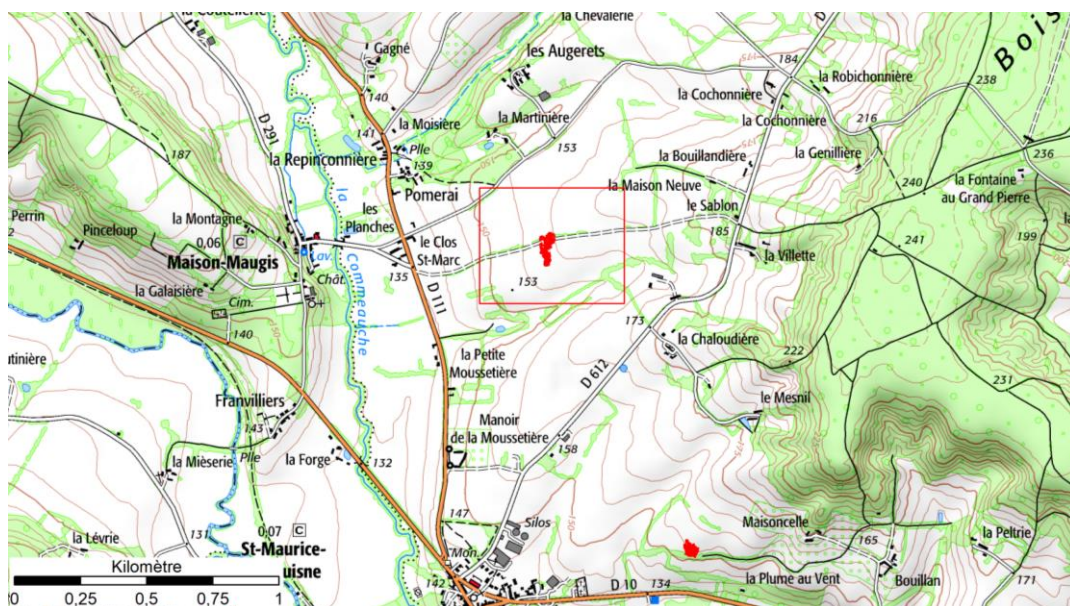 la Chevalerie
Gagné
les Augerets
184
la Robichonnière
238
Bois
140
D 291
la Cochonnière
141
la Moisière
la Martinière
la Cochonnière
216
187
la Repinçonnière
Plle
139
153
la Bouillandière
la Genillière
236
Pomerai
la Maison Neuve
240
la Fontaine
au Grand Pierre
Perrin
la Montagne
les
Planches
la
le Sablon
Pinceloup
0,06
C
le Clos
St-Marc
185
241
199
Maison-Maugis
Lav.
135
la Villette
la Galaisière
Chât.
Commeauche
153
Cim.
D 111
140
173
la Chaloudière
222
la Petite
Moussetière
D 612
231
le Mesnil
Franvilliers
143
Manoir
de la Moussetière
158
la Mièserie
Plle
la Forge
132
147
Silos
150
Maisoncelle
la Peltrie
0,07
C
131
165
la Lévrie
St-Maurice-
uisne
Mon.
la Plume au Vent
Bouillan
171
142
D 10
134
Kilomètre
0
0,25
0,5
0,75
1